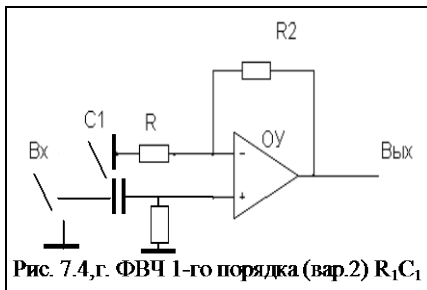 R2
C1
R
ОУ
Вх
Вых
-
+
Рис. 7.4,г. ФВЧ 1-го порядка (вар.2) R₁C₁